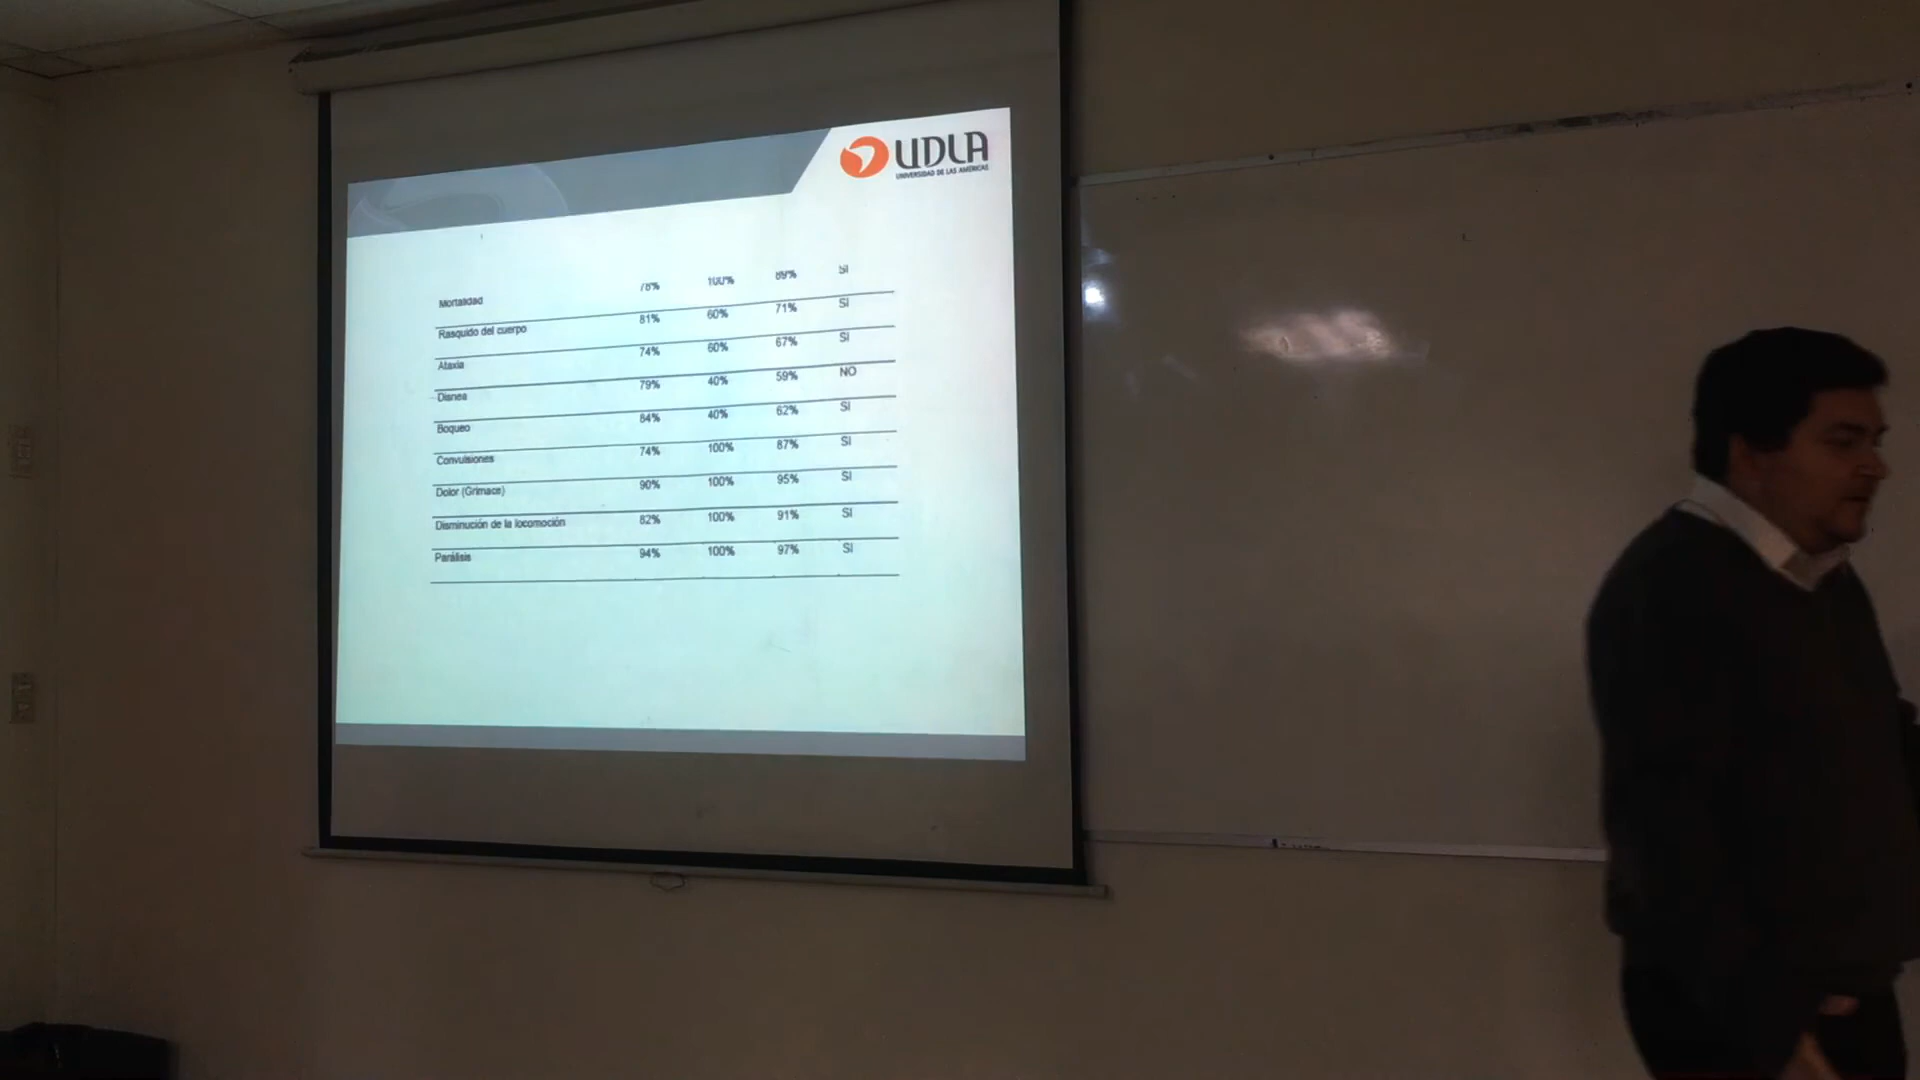 UDLA
UNIVERSIDAD DE LAS AMÉRICAS
Mortalidad 78% 100% 89% SI
Rasquido del cuerpo 81% 60% 71% SI
Ataxia 74% 60% 67% SI
Disnea 79% 40% 59% NO
Boqueo 84% 40% 62% SI
Convulsiones 74% 100% 87% SI
Dolor (Grimace) 90% 100% 95% SI
Disminución de la locomoción 82% 100% 91% SI
Parálisis 94% 100% 97% SI